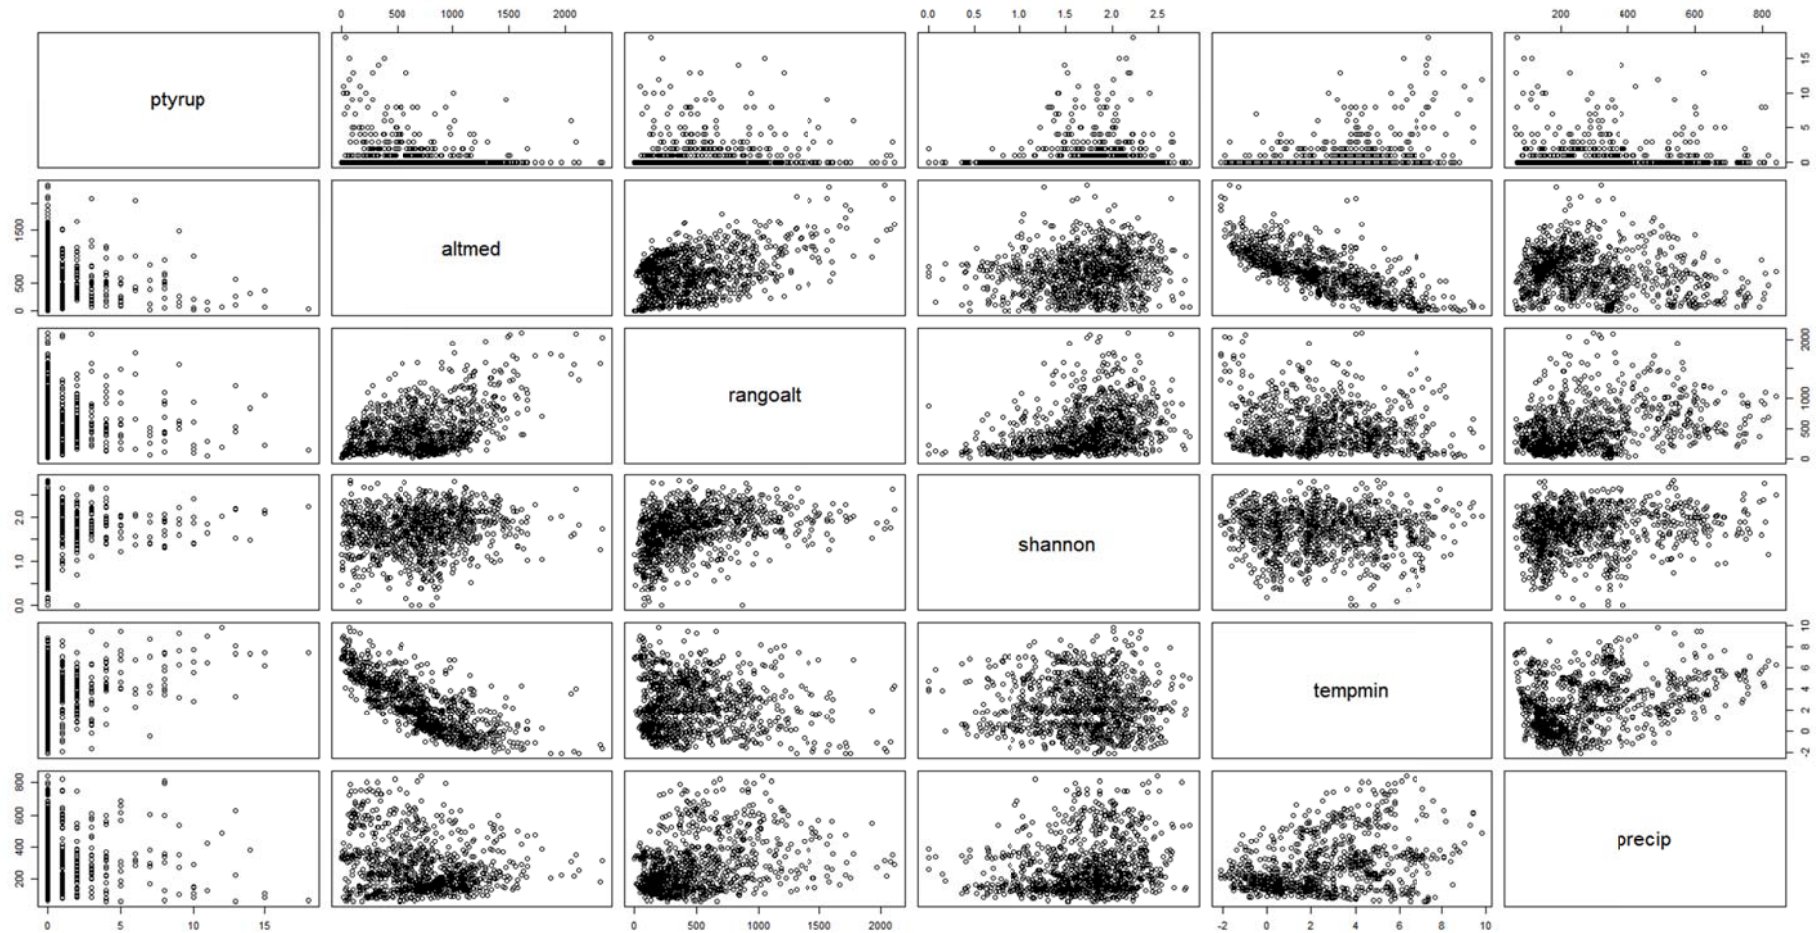 0 500 1000 2000 0.0 0.5 1.0 1.5 2.0 2.5 200 400 600 800
ptyrup
0 5 10 15
altmed
0 500 1500
rangoalt
0 500 1000 2000
shannon
0.0 1.0 2.0
tempmin
-2 0 2 4 6 8 10
precip
200 400 600 800
0 5 10 15 0 500 1000 1500 2000 -2 0 2 4 6 8 10